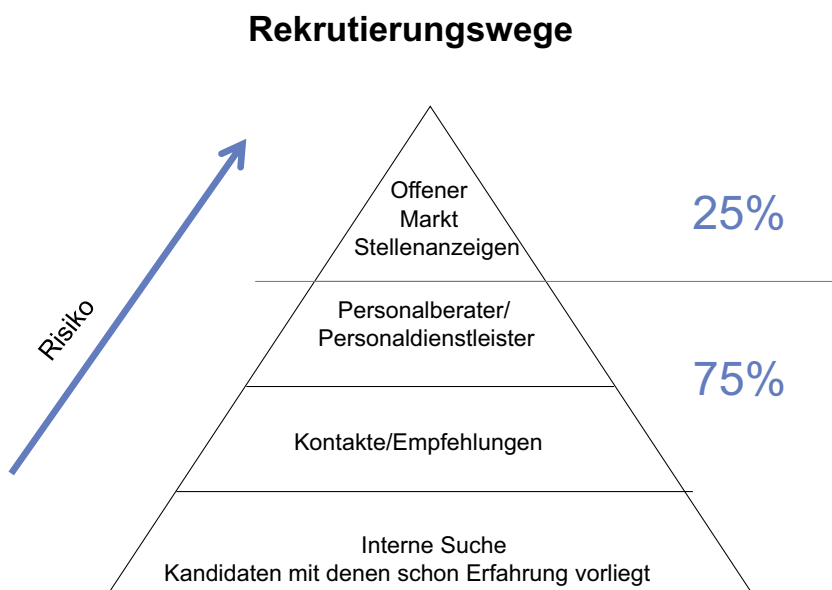 Rekrutierungswege
Offener
Markt
Stellenanzeigen
25%
Personalberater/
Personaldienstleister
Risiko
75%
Kontakte/Empfehlungen
Interne Suche
Kandidaten mit denen schon Erfahrung vorliegt